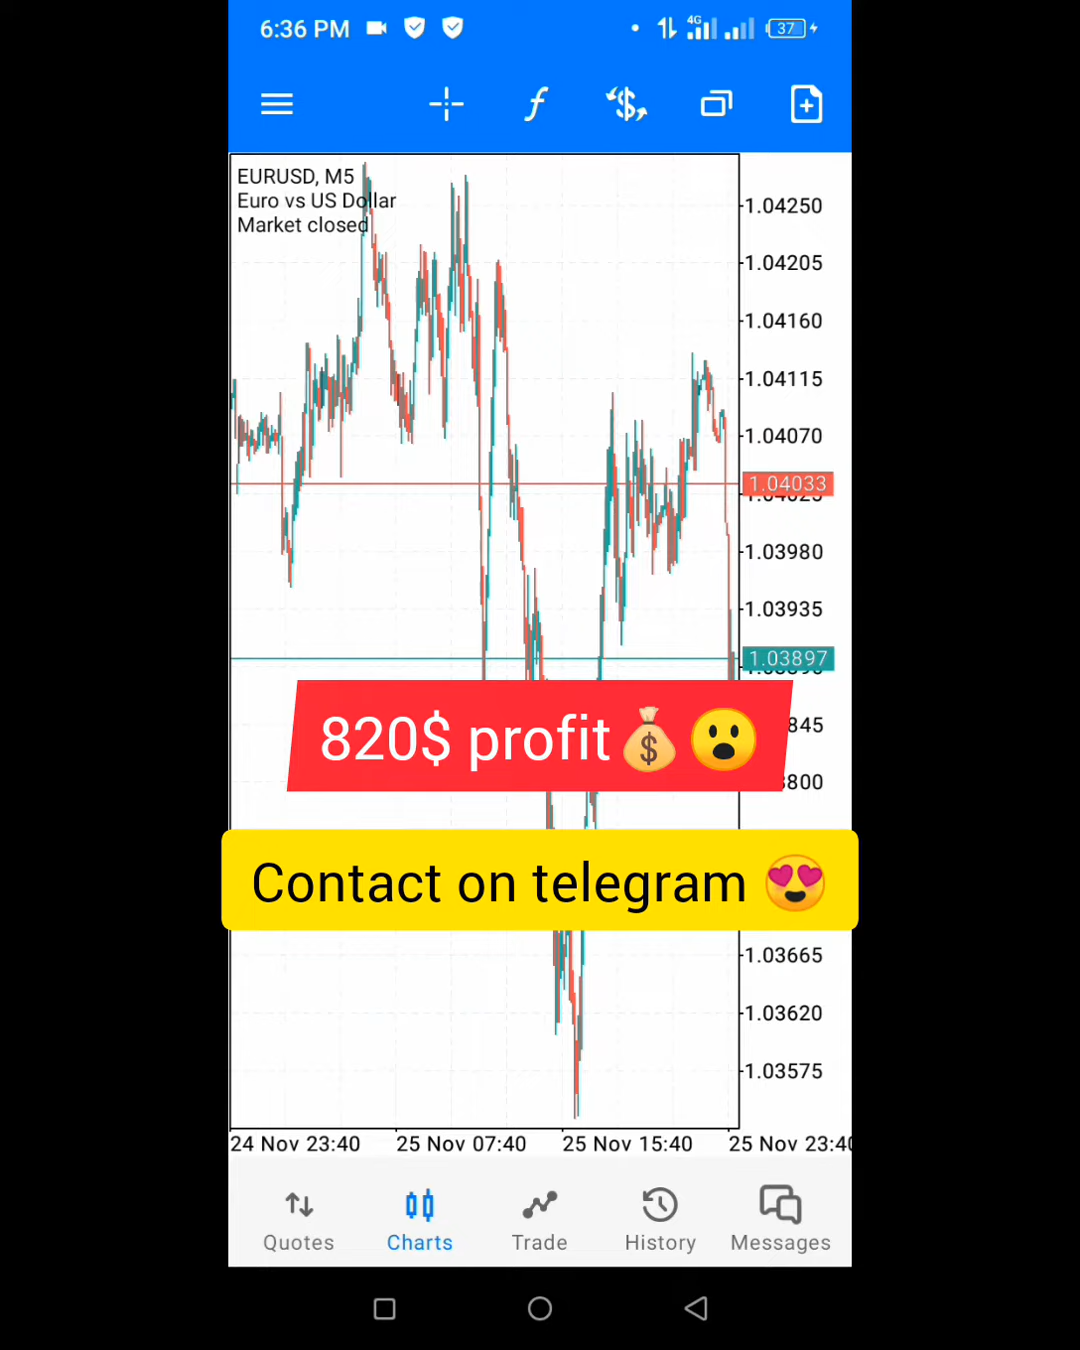 6:36 PM 4G 37
EURUSD, M5
Euro vs US Dollar
Market closed
1.04250
1.04205
1.04160
1.04115
1.04070
1.04033
1.04025
1.03980
1.03935
1.03897
820$ profit💰😮
845
800
Contact on telegram 😍
1.03665
1.03620
1.03575
24 Nov 23:40 25 Nov 07:40 25 Nov 15:40 25 Nov 23:40
Quotes Charts Trade History Messages